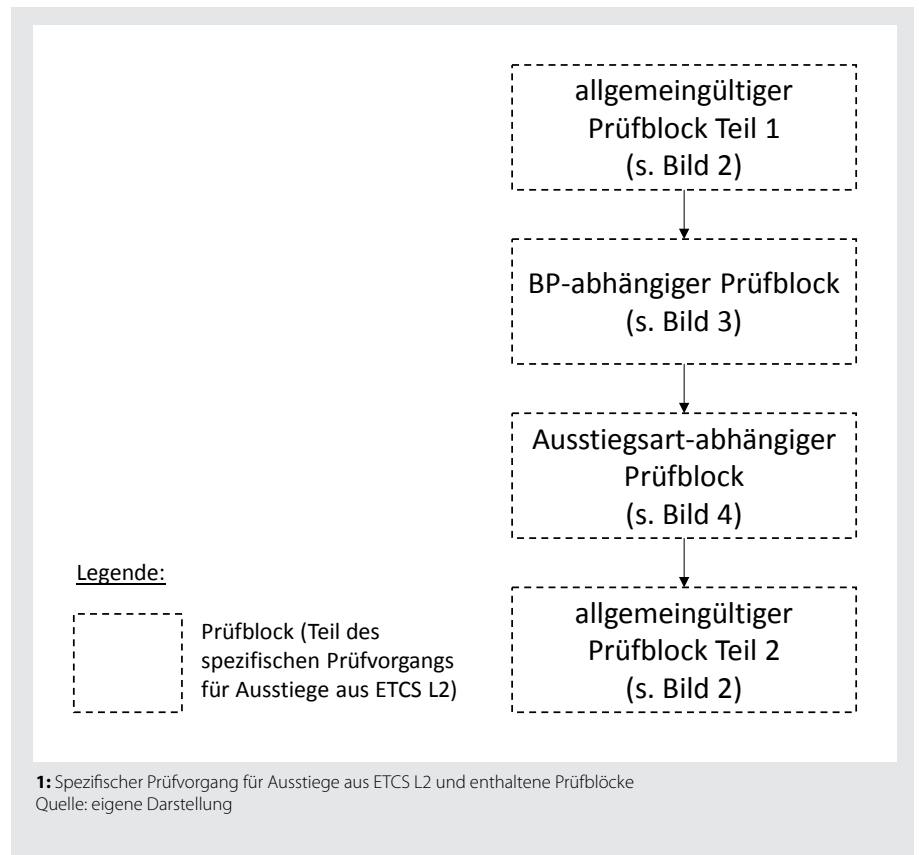 allgemeingültiger
Prüfblock Teil 1
(s. Bild 2)
BP-abhängiger Prüfblock
(s. Bild 3)
Ausstiegsart-abhängiger
Prüfblock
(s. Bild 4)
allgemeingültiger
Prüfblock Teil 2
(s. Bild 2)
Legende:
Prüfblock (Teil des
spezifischen Prüfvorgangs
für Ausstiege aus ETCS L2)
1: Spezifischer Prüfvorgang für Ausstiege aus ETCS L2 und enthaltene Prüfblöcke
Quelle: eigene Darstellung